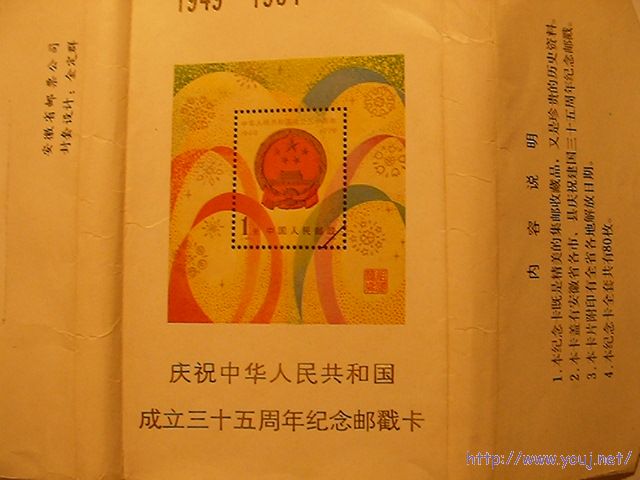 1949 1984
安徽省邮票公司
封套设计：金定群
1
中国人民邮政
庆祝中华人民共和国
成立三十五周年纪念邮戳卡
内容说明
1. 本纪念卡既是精美的集邮收藏品，又是珍贵的历史资料。
2. 本卡盖有安徽省各市、县庆祝建国三十五周年纪念邮戳。
3. 本卡片附印有全省各地解放日期。
4. 本纪念卡全套共有80枚。
http://www.youj.net/